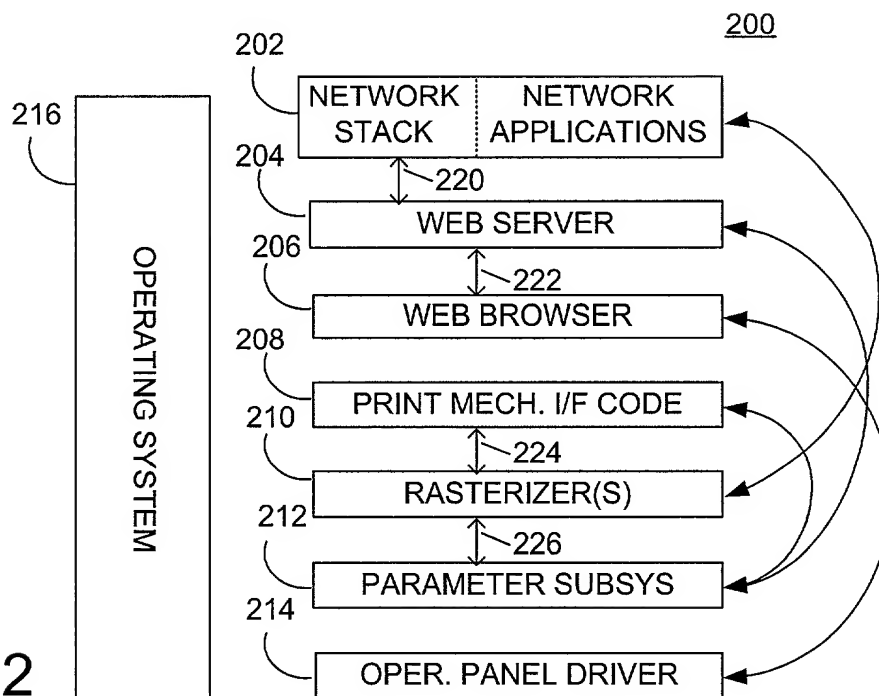 200
202
NETWORK STACK
NETWORK APPLICATIONS
216
220
204
WEB SERVER
206
222
WEB BROWSER
208
PRINT MECH. I/F CODE
210
224
RASTERIZER(S)
212
226
PARAMETER SUBSYS
214
OPER. PANEL DRIVER
OPERATING SYSTEM
2